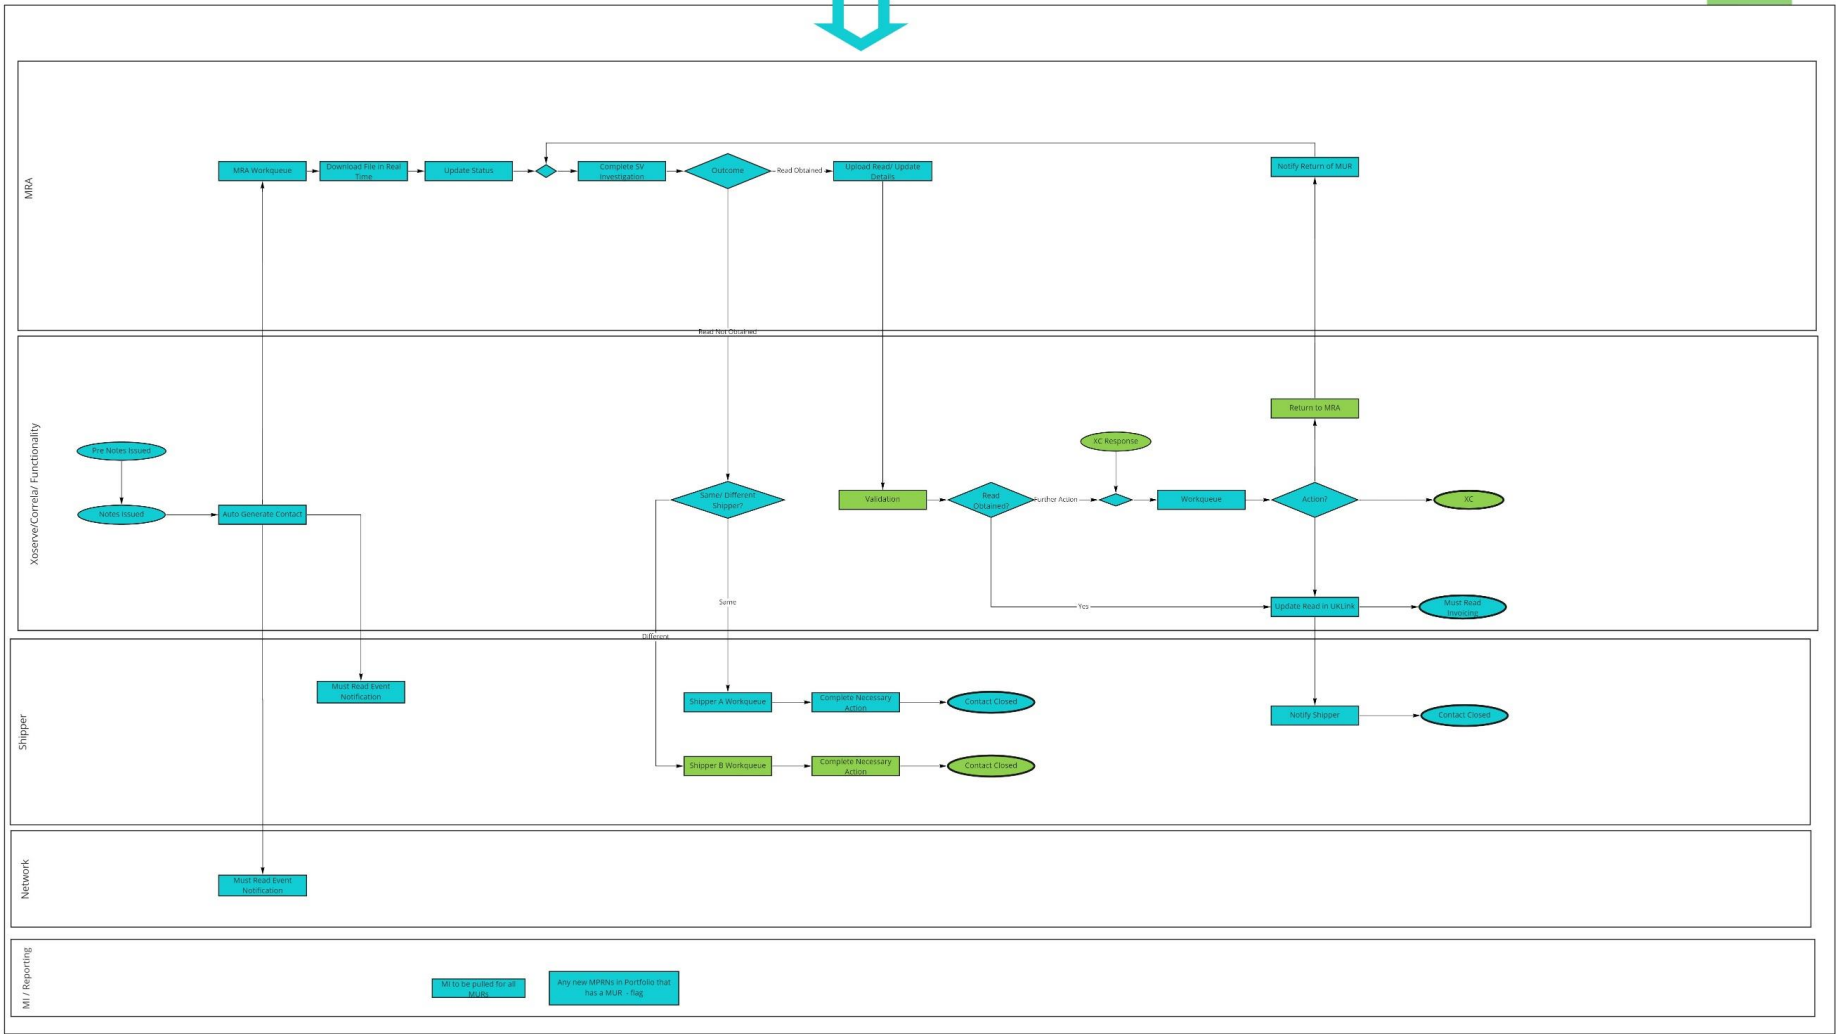 MRA
MRA Workqueue
Download File in Real
Time
Update Status
Complete SV
Investigation
Outcome
Read Obtained
Upload Read/ Update
Details
Notify Return of MUR
Read Not Obtained
Xoserve/Correla/ Functionality
Pre Notes Issued
Notes Issued
Auto Generate Contact
Same/ Different
Shipper?
Validation
Read
Obtained?
Further Action
XC Response
Workqueue
Action?
Return to MRA
XC
Same
Yes
Update Read in UKLink
Must Read
Invoicing
Different
Shipper
Must Read Event
Notification
Shipper A Workqueue
Complete Necessary
Action
Contact Closed
Notify Shipper
Contact Closed
Shipper B Workqueue
Complete Necessary
Action
Contact Closed
Network
Must Read Event
Notification
MI / Reporting
MI to be pulled for all
MURs
Any new MPRNs in Portfolio that
has a MUR - flag